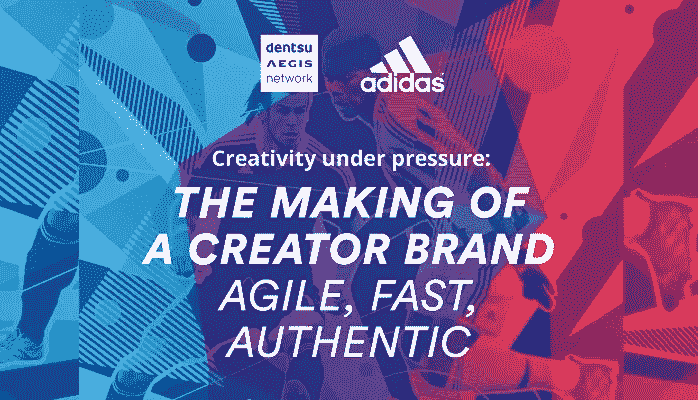 dentsu
AEGIS
network
adidas
Creativity under pressure:
THE MAKING OF
A CREATOR BRAND
AGILE, FAST,
AUTHENTIC